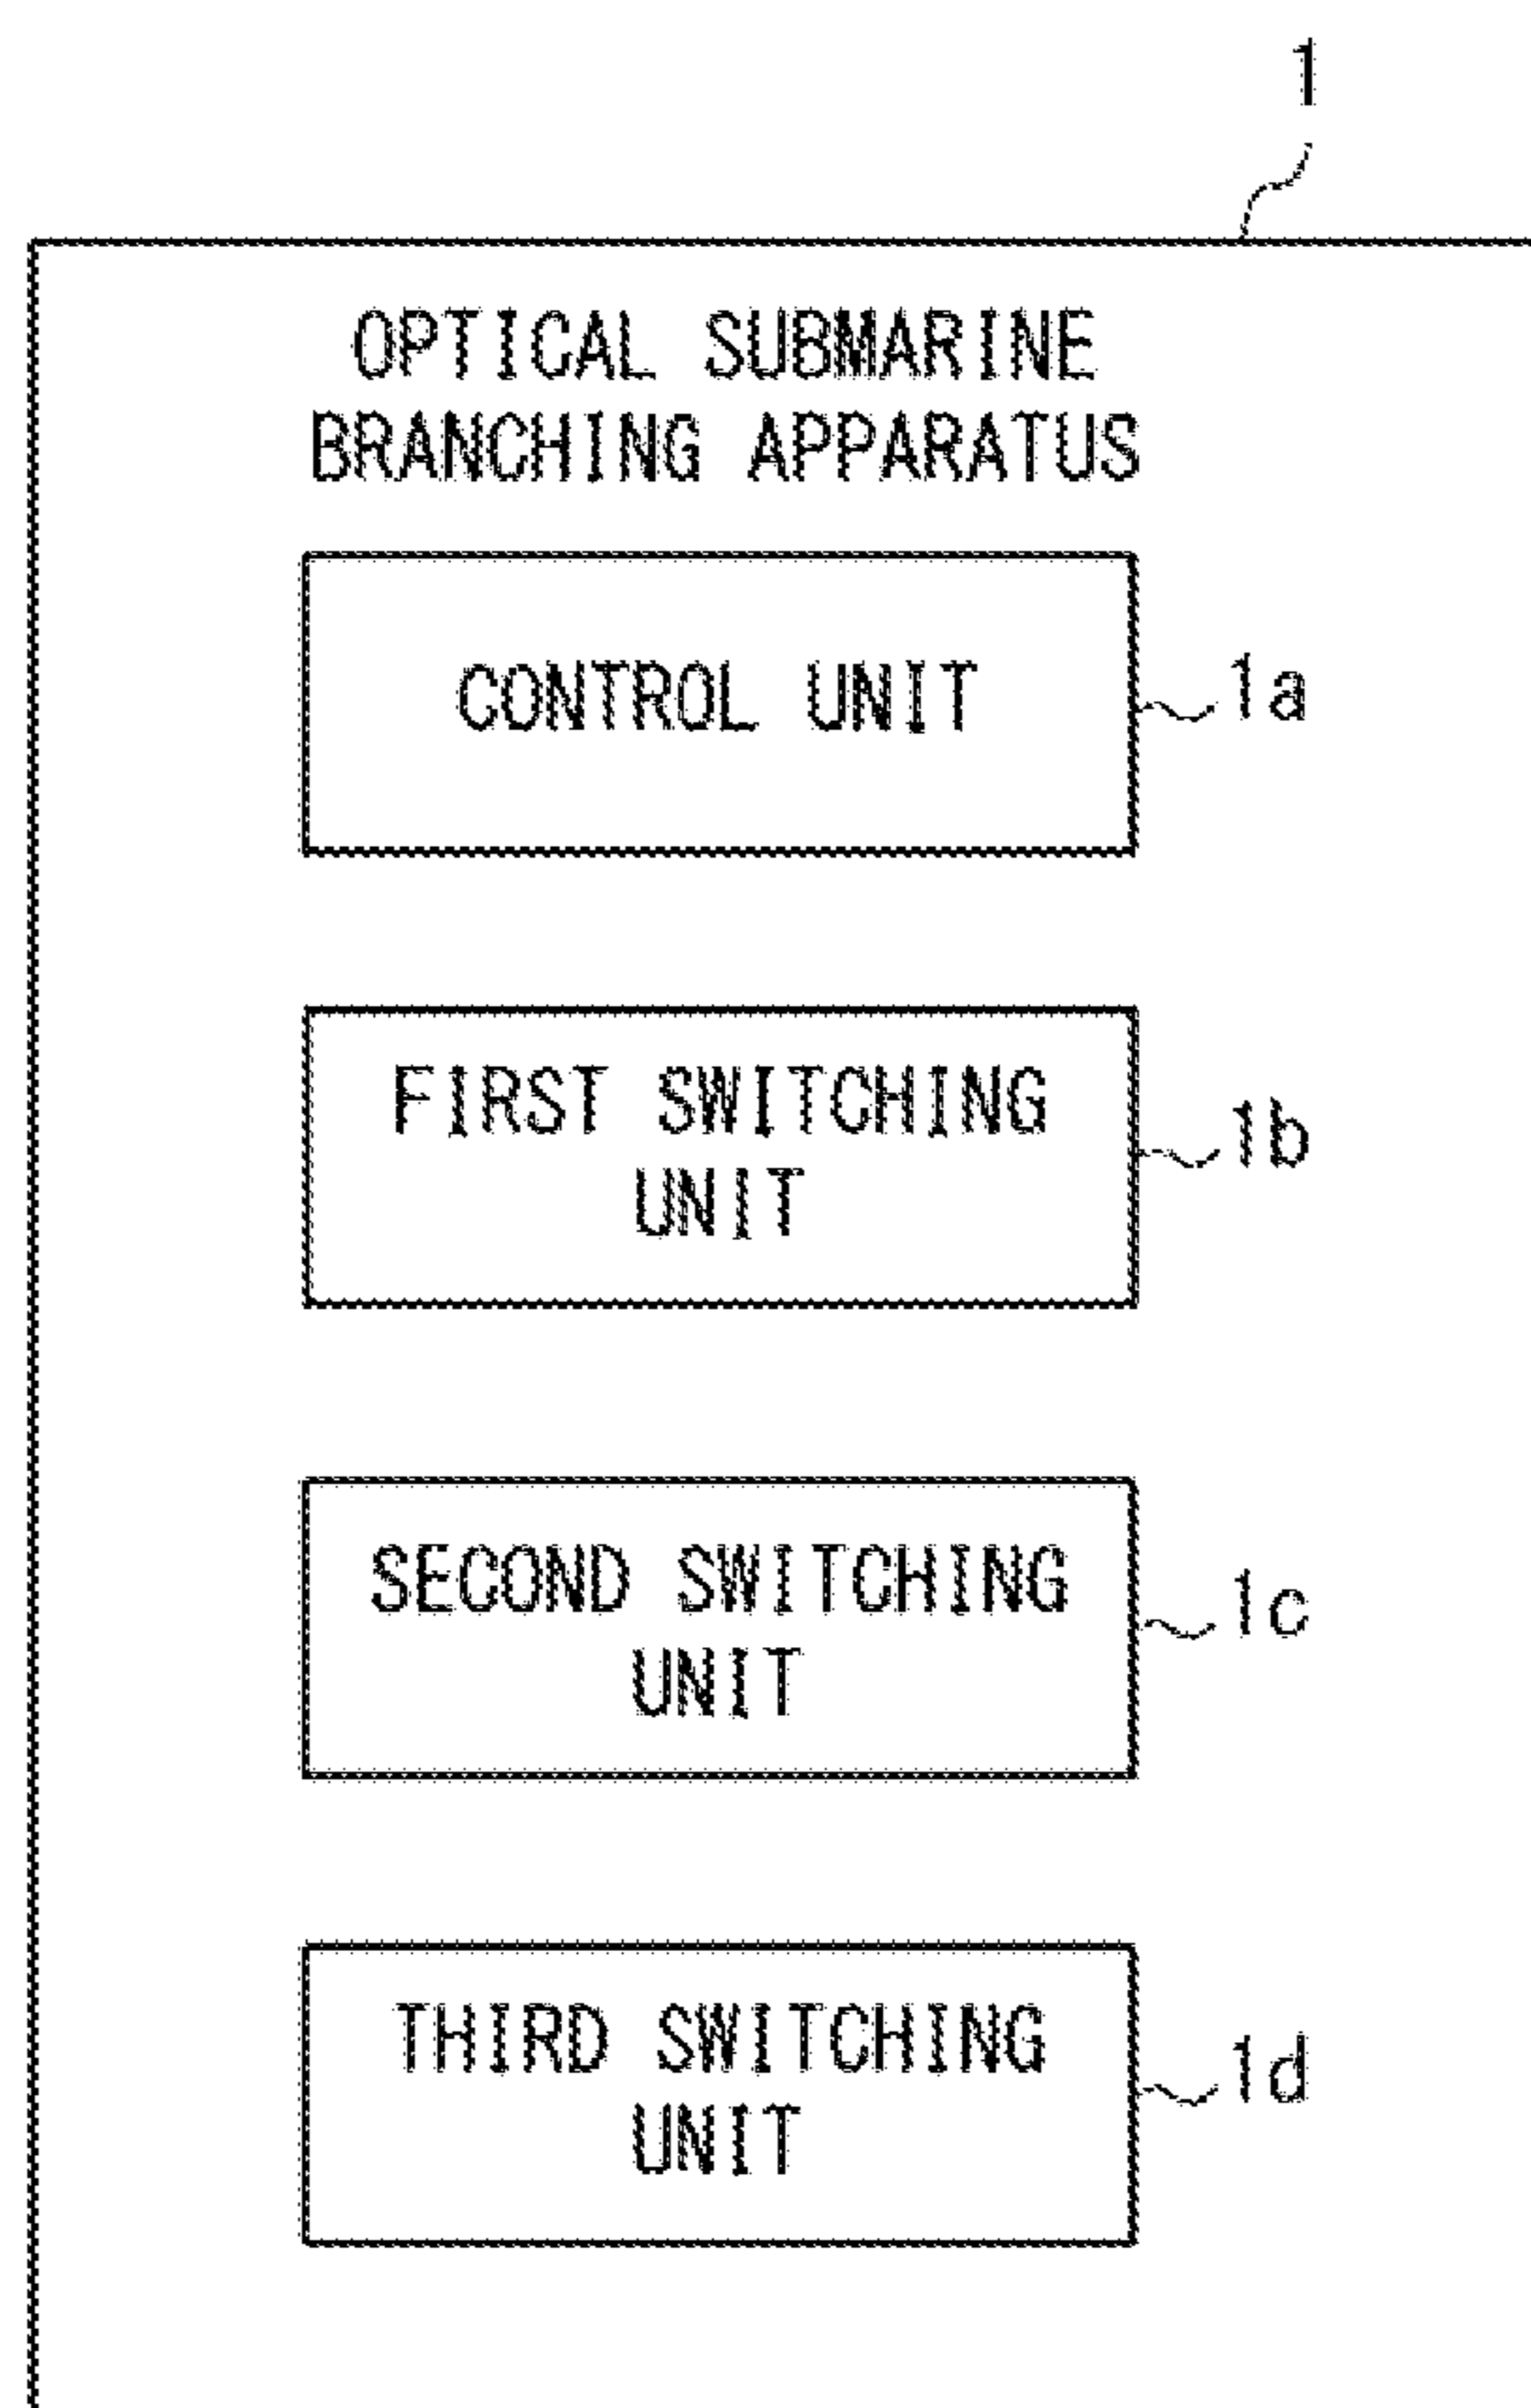 1
OPTICAL SUBMARINE
BRANCHING APPARATUS
CONTROL UNIT
1a
FIRST SWITCHING
UNIT
1b
SECOND SWITCHING
UNIT
1c
THIRD SWITCHING
UNIT
1d